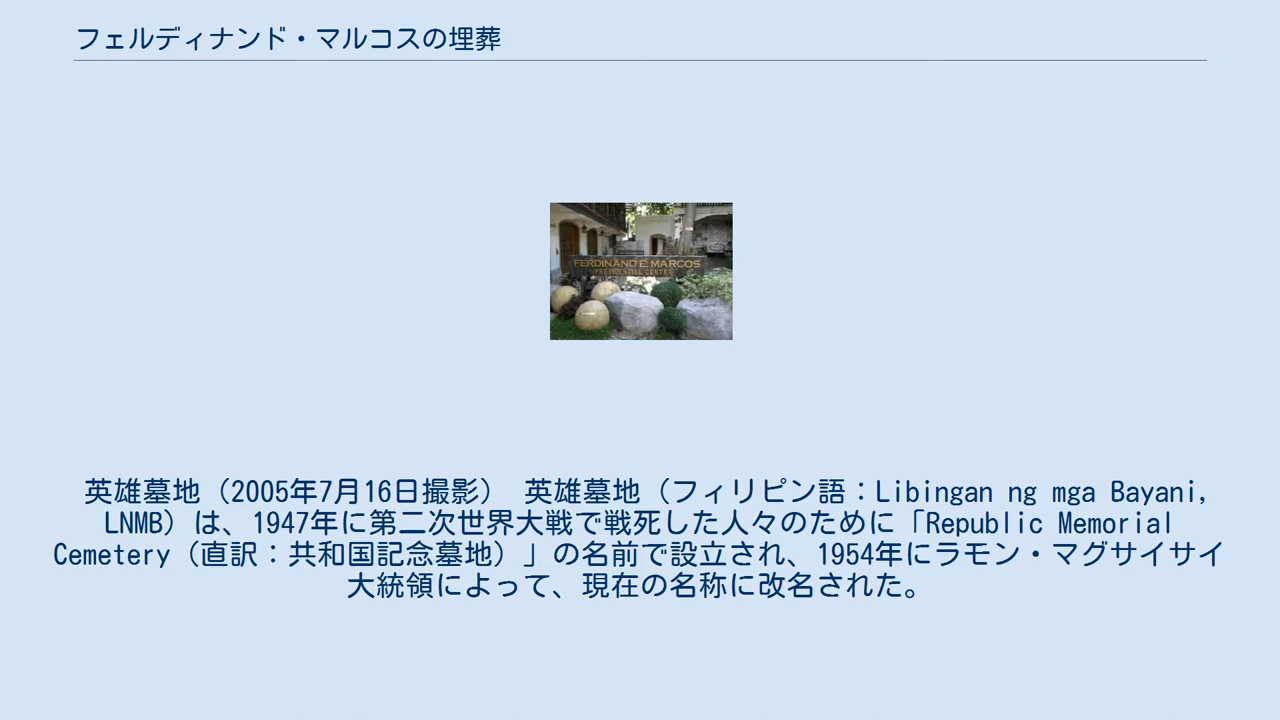 フェルディナンド・マルコスの埋葬
FERDINAND E. MARCOS
PRESIDENTIAL CENTER
英雄墓地（2005年7月16日撮影） 英雄墓地（フィリピン語：Libingan ng mga Bayani,
LNMB）は、1947年に第二次世界大戦で戦死した人々のために「Republic Memorial
Cemetery（直訳：共和国記念墓地）」の名前で設立され、1954年にラモン・マグサイサイ
大統領によって、現在の名称に改名された。